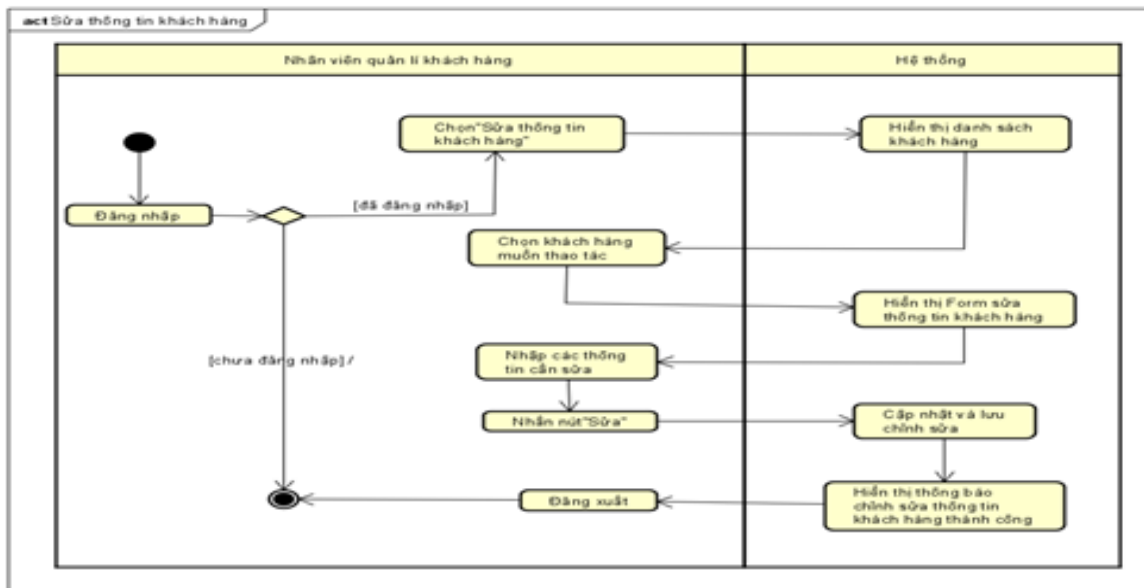 act Sửa thông tin khách hàng
Nhân viên quản lí khách hàng
Hệ thống
Chọn"Sửa thông tin
khách hàng"
Hiển thị danh sách
khách hàng
Đăng nhập
[đã đăng nhập]
Chọn khách hàng
muốn thao tác
Hiển thị Form sửa
thông tin khách hàng
[chưa đăng nhập] /
Nhập các thông
tin cần sửa
Nhấn nút"Sửa"
Cập nhật và lưu
chỉnh sửa
Đăng xuất
Hiển thị thông báo
chỉnh sửa thông tin
khách hàng thành công